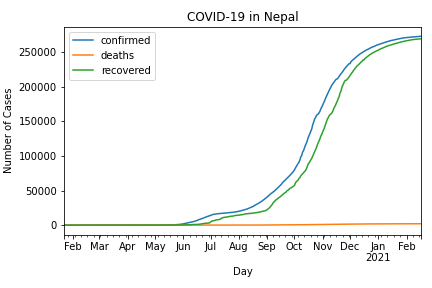 COVID-19 in Nepal
confirmed
deaths
recovered
Number of Cases
250000
200000
150000
100000
50000
0
Feb Mar Apr May Jun Jul Aug Sep Oct Nov Dec Jan Feb
2021
Day